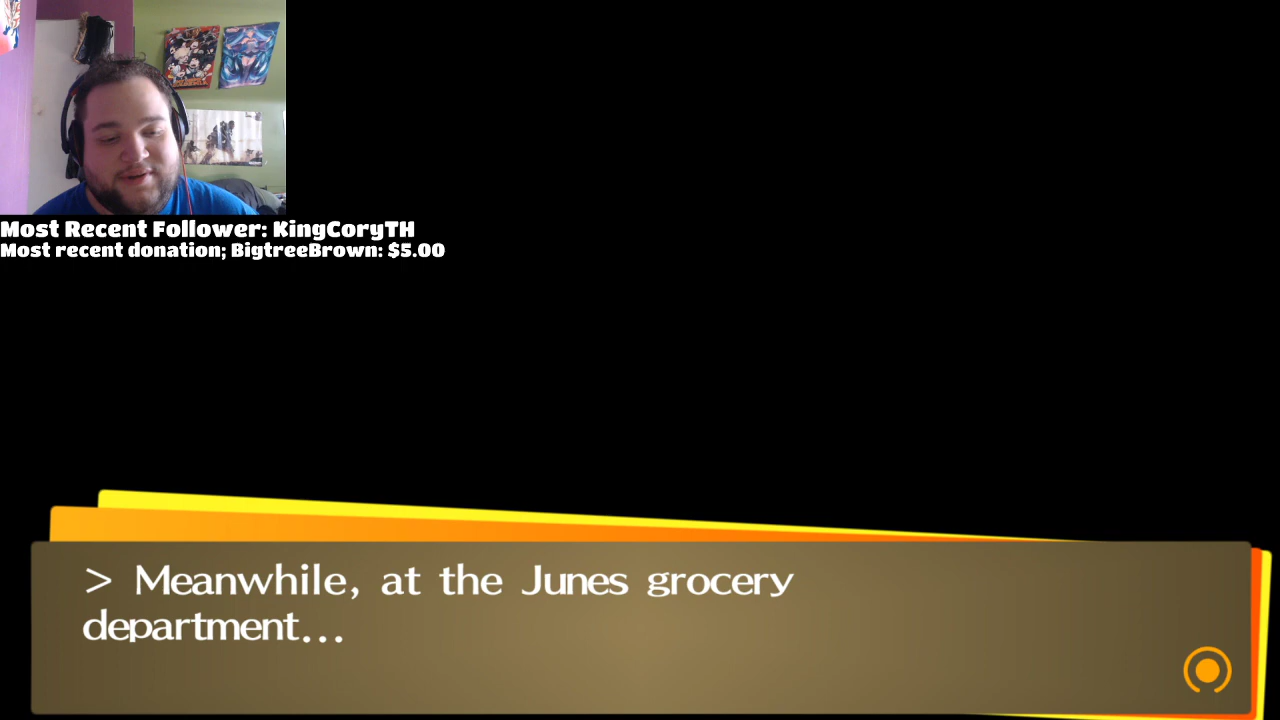 Most Recent Follower: KingCoryTH
Most recent donation; BigtreeBrown: $5.00
> Meanwhile, at the Junes grocery
department...